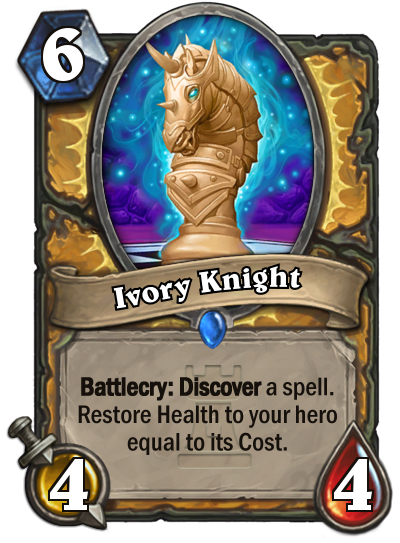 6
Ivory Knight
Battlecry: Discover a spell.
Restore Health to your hero
equal to its Cost.
4
4